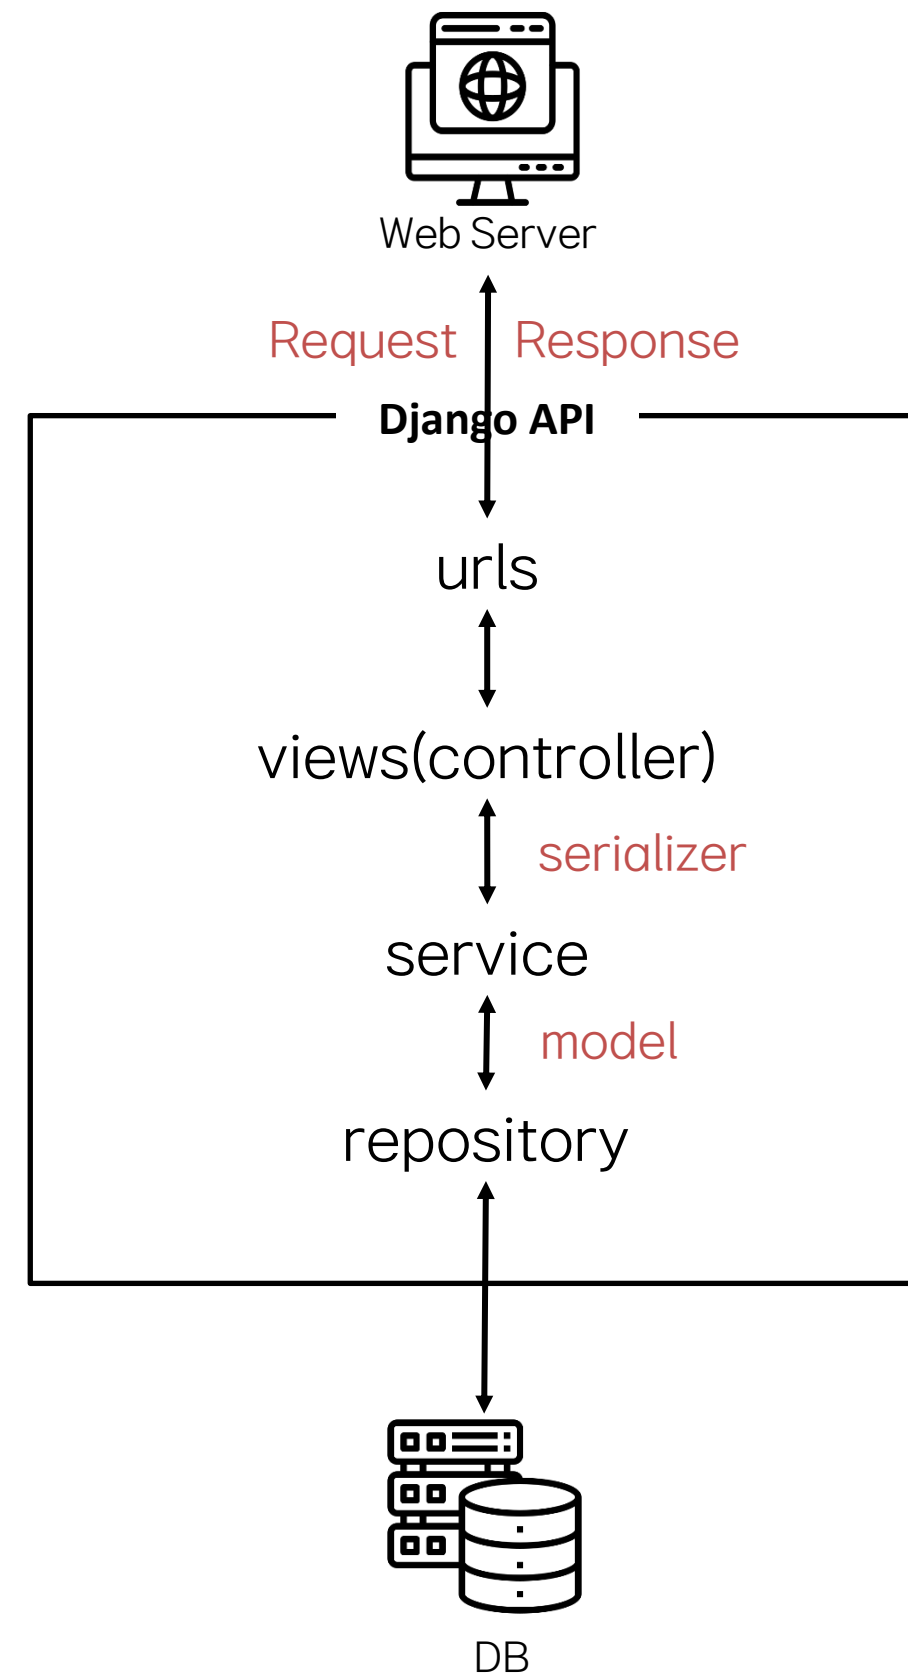 Web Server
Request Response
Django API
urls
views(controller)
serializer
service
model
repository
DB